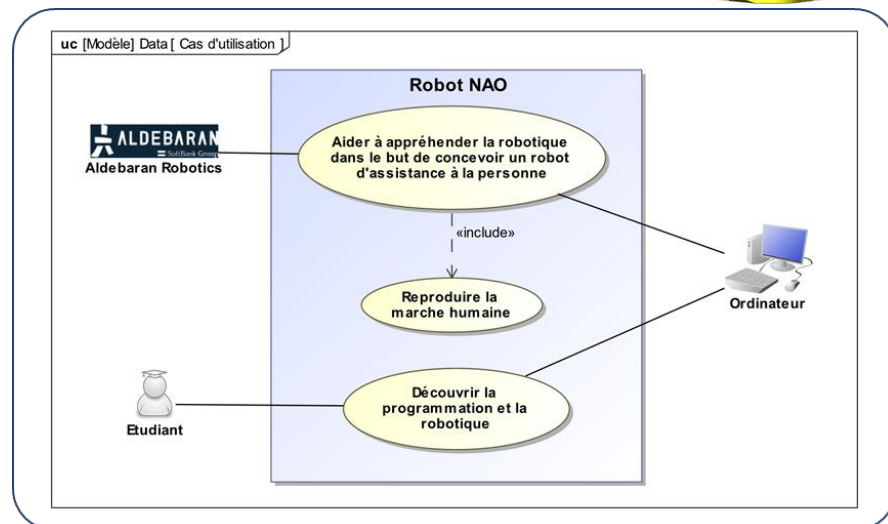 uc [Modèle] Data [ Cas d'utilisation ]
Robot NAO
ALDEBARAN
SoftBank Group
Aldebaran Robotics
Aider à appréhender la robotique
dans le but de concevoir un robot
d'assistance à la personne
«include»
Reproduire la
marche humaine
Ordinateur
Découvrir la
programmation et la
robotique
Etudiant